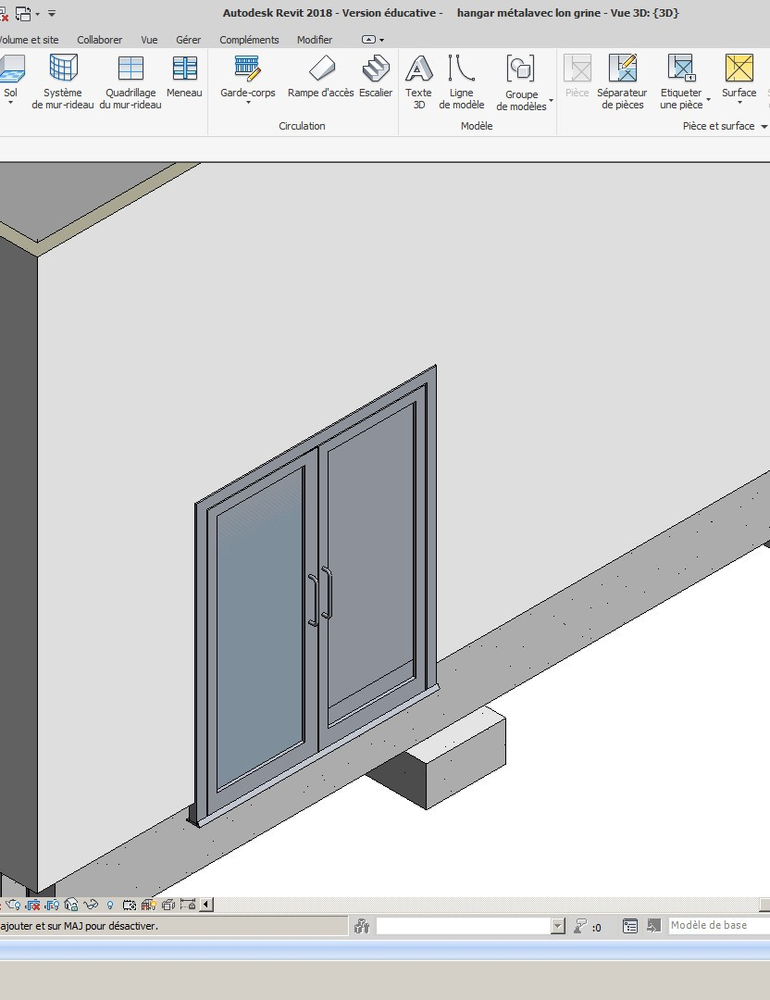 Autodesk Revit 2018 - Version éducative - hangar métalavec lon grine - Vue 3D: {3D}
Volume et site Collaborer Vue Gérer Compléments Modifier
Sol
Système
de mur-rideau
Quadrillage
du mur-rideau
Meneau
Garde-corps
Rampe d'accès
Escalier
Texte
3D
Ligne
de modèle
Groupe
de modèles
Pièce
Séparateur
de pièces
Etiqueter
une pièce
Surface
Circulation
Modèle
Pièce et surface
ajouter et sur MAJ pour désactiver.
:0
Modèle de base